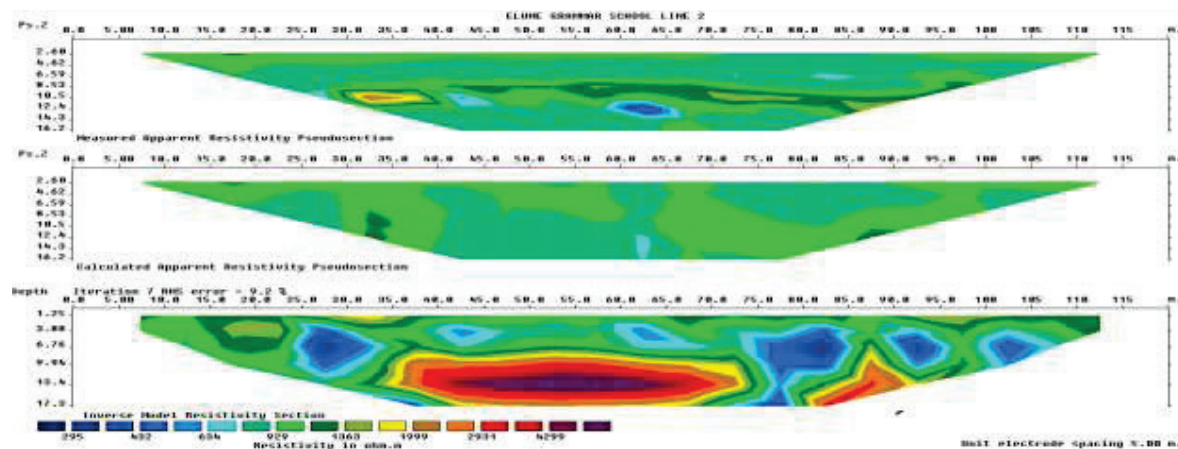 ELUME GRAMMAR SCHOOL LINE 2
Ps.Z 0.0 5.00 10.0 15.0 20.0 25.0 30.0 35.0 40.0 45.0 50.0 55.0 60.0 65.0 70.0 75.0 80.0 85.0 90.0 95.0 100 105 110 115 m.
2.60
4.62
6.59
8.53
10.5
12.4
14.3
16.2
Measured Apparent Resistivity Pseudosection
Ps.Z 0.0 5.00 10.0 15.0 20.0 25.0 30.0 35.0 40.0 45.0 50.0 55.0 60.0 65.0 70.0 75.0 80.0 85.0 90.0 95.0 100 105 110 115 m.
2.60
4.62
6.59
8.53
10.5
12.4
14.3
16.2
Calculated Apparent Resistivity Pseudosection
Depth Iteration 7 RMS error = 9.2 %
0.0 5.00 10.0 15.0 20.0 25.0 30.0 35.0 40.0 45.0 50.0 55.0 60.0 65.0 70.0 75.0 80.0 85.0 90.0 95.0 100 105 110 115 m.
1.25
3.88
6.76
13.4
17.3
Inverse Model Resistivity Section
295 432 634 929 1363 1999 2931 4299
Resistivity in ohm.m
Unit electrode spacing 5.00 m.